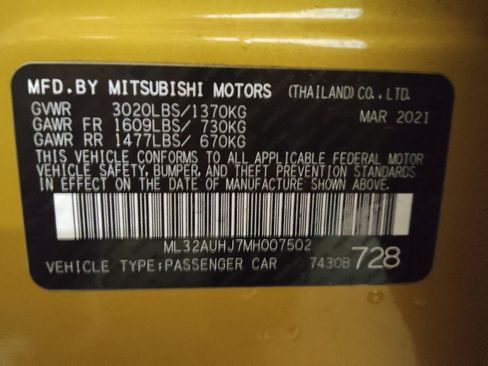 MFD.BY MITSUBISHI MOTORS (THAILAND) CO., LTD.
GVWR 3020LBS/1370KG MAR 2021
GAWR FR 1609LBS/ 730KG
GAWR RR 1477LBS/ 670KG
THIS VEHICLE CONFORMS TO ALL APPLICABLE FEDERAL MOTOR
VEHICLE SAFETY, BUMPER, AND THEFT PREVENTION STANDARDS
IN EFFECT ON THE DATE OF MANUFACTURE SHOWN ABOVE.
ML32AUHJ7MH007502
VEHICLE TYPE:PASSENGER CAR 7430B 728